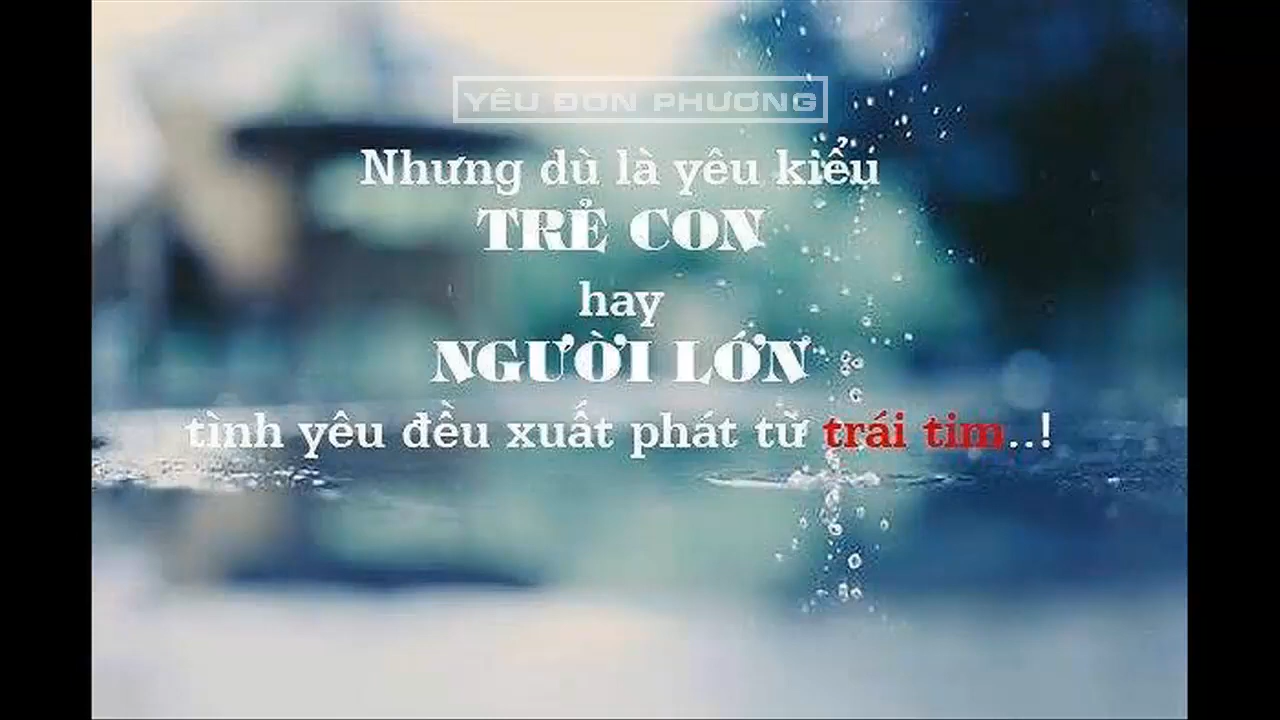 YÊU ĐƠN PHƯƠNG
Nhưng dù là yêu kiểu
TRẺ CON
hay
NGƯỜI LỚN
tình yêu đều xuất phát từ trái tim..!